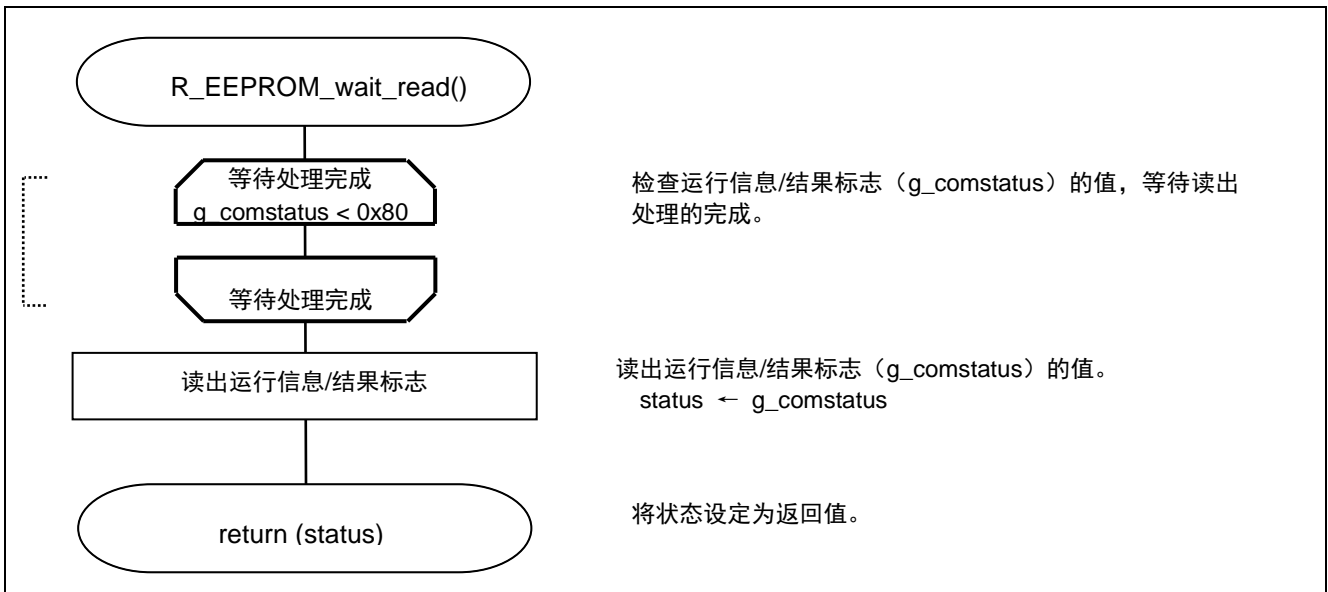 R_EEPROM_wait_read()
等待处理完成
g_comstatus < 0x80
检查运行信息/结果标志（g_comstatus）的值，等待读出
处理的完成。
等待处理完成
读出运行信息/结果标志
读出运行信息/结果标志（g_comstatus）的值。
status ← g_comstatus
return (status)
将状态设定为返回值。